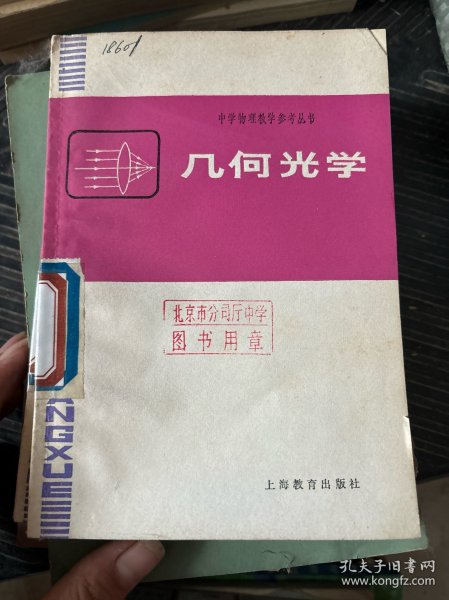 18601
中学物理教学参考丛书
几何光学
北京市分司厅中学
图书用章
NGXUE
上海教育出版社
孔夫子旧书网
www.kongfz.com